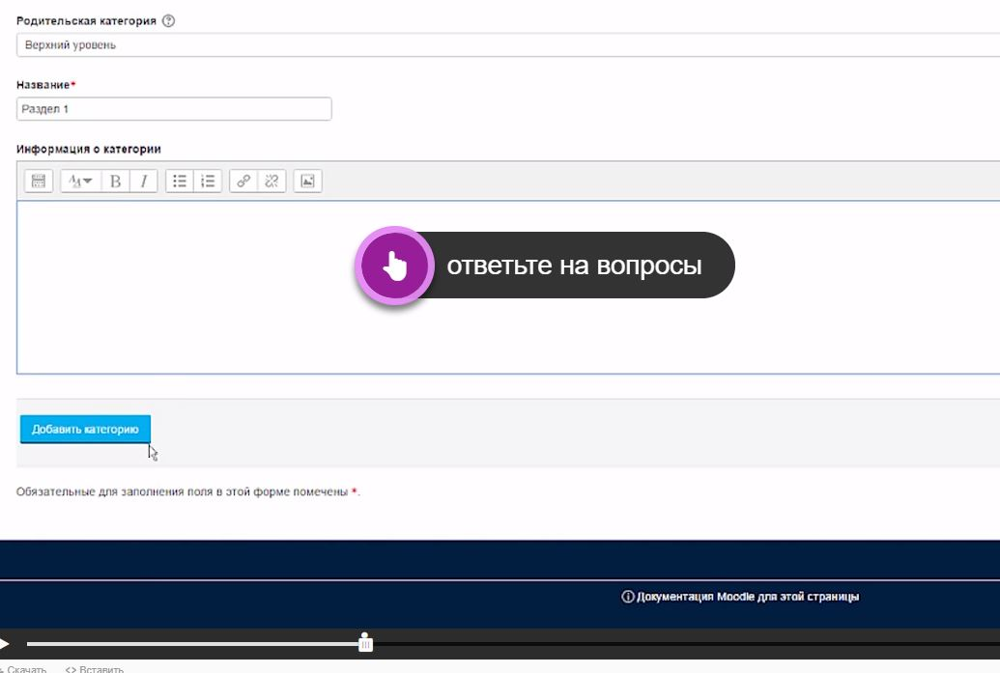 Родительская категория
Верхний уровень
Название*
Раздел 1
Информация о категории
B I
ответьте на вопросы
Добавить категорию
Обязательные для заполнения поля в этой форме помечены *.
Документация Moodle для этой страницы
Скачать <> Вставить